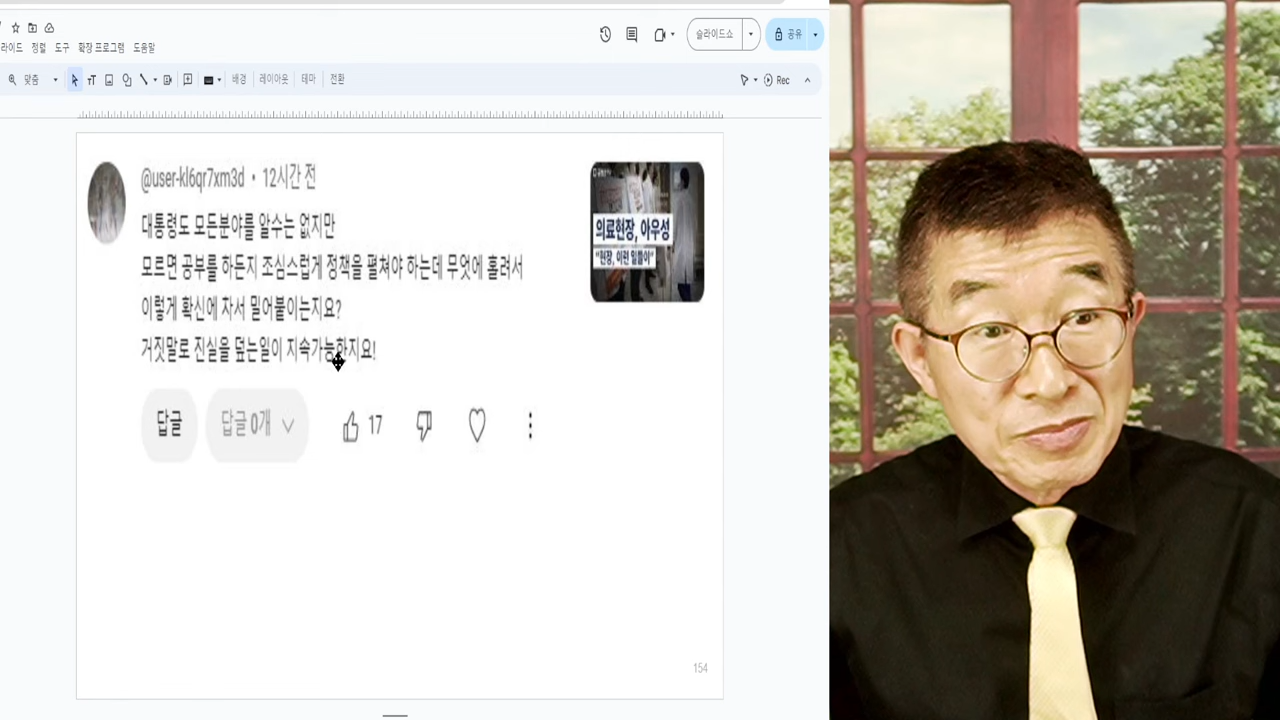 라이드 정렬 도구 확장 프로그램 도움말
슬라이드쇼
공유
맞춤
배경
레이아웃
테마
전환
Rec
@user-kl6qr7xm3d • 12시간 전
대통령도 모든분야를 알수는 없지만
모르면 공부를 하든지 조심스럽게 정책을 펼쳐야 하는데 무엇에 홀려서
이렇게 확신에 차서 밀어붙이는지요?
거짓말로 진실을 덮는일이 지속가능하지요!
의료현장, 아우성
"현장, 이런 일들이"
답글
답글 0개
17
154